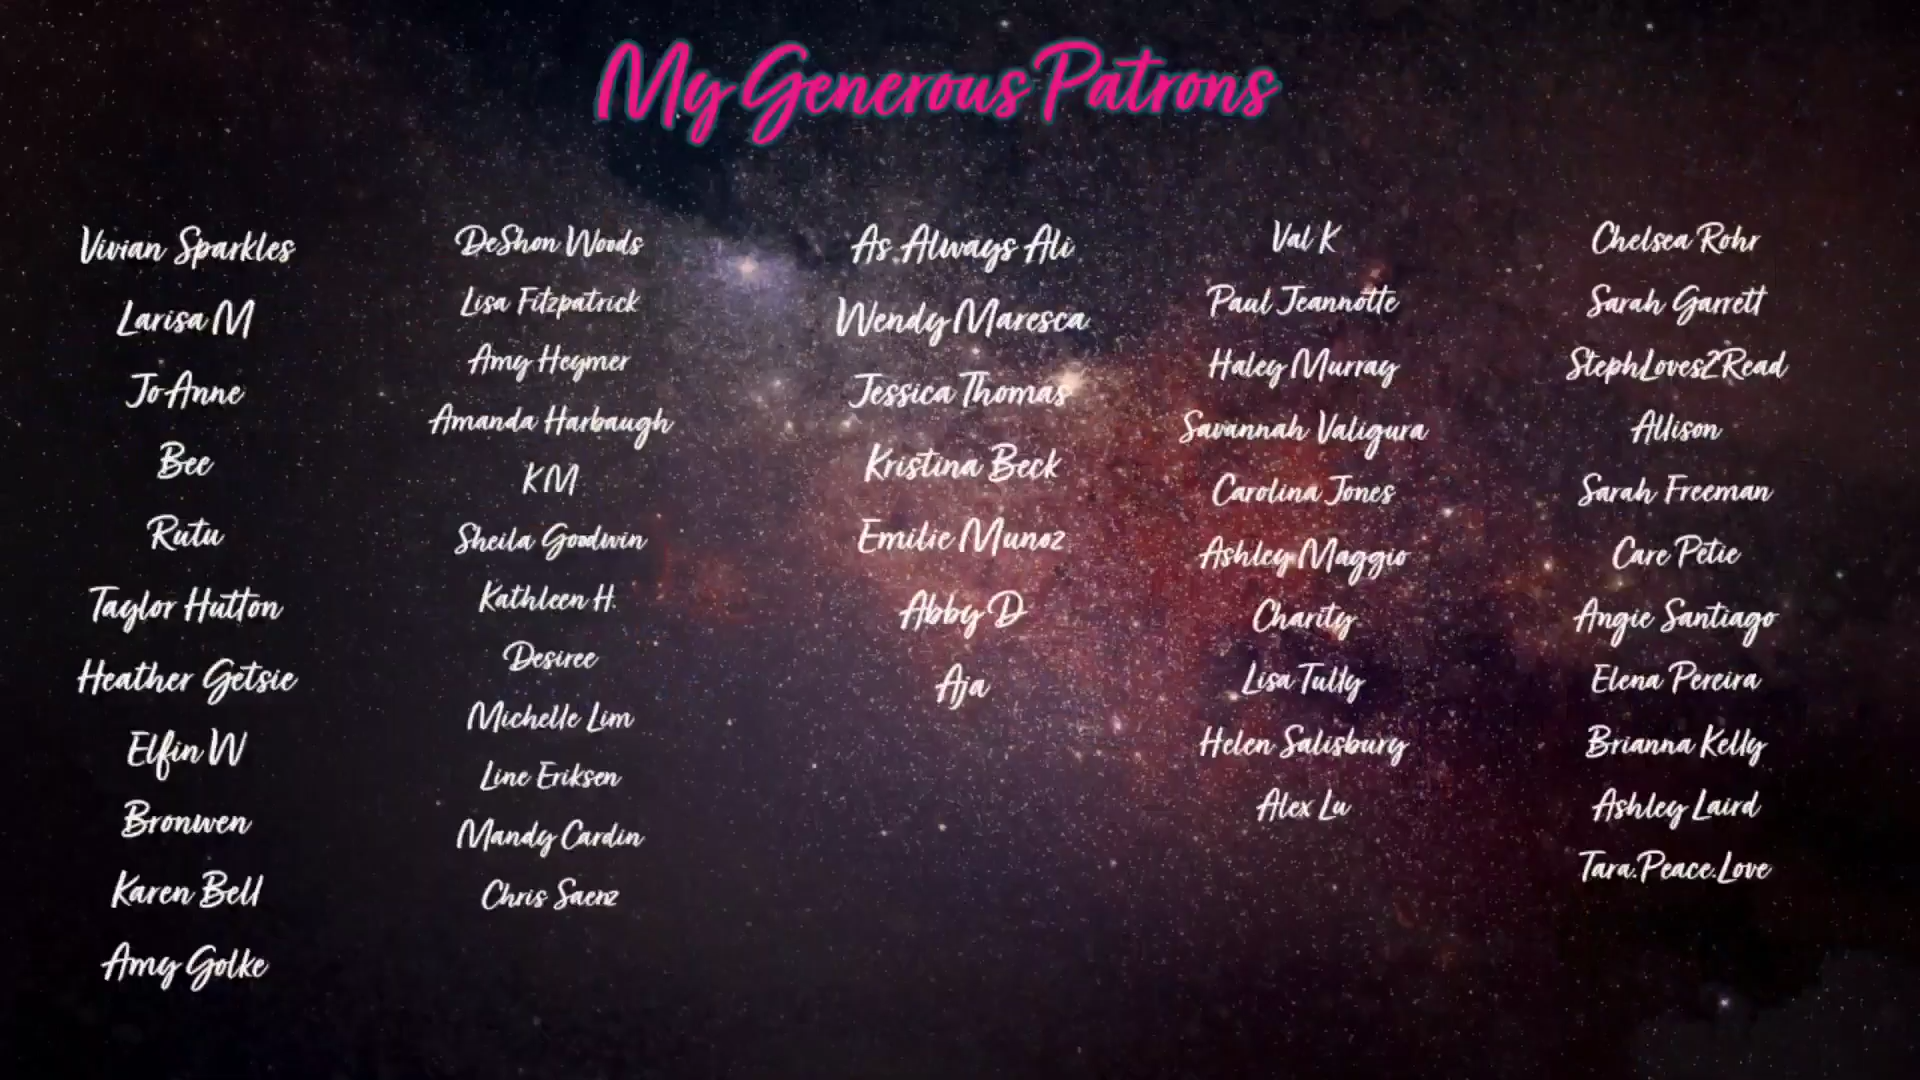 My Generous Patrons
Vivian Sparkles
Larisa M
Jo Anne
Bee
Rutu
Taylor Hutton
Heather Getsie
Elfin W
Bronwen
Karen Bell
Amy Golke
DeShon Woods
Lisa Fitzpatrick
Amy Heymer
Amanda Harbaugh
KM
Sheila Goodwin
Kathleen H.
Desiree
Michelle Lim
Line Eriksen
Mandy Cardin
Chris Saenz
As.Always Ali
Wendy Maresca
Jessica Thomas
Kristina Beck
Emilie Munoz
Abby D
Aja
Val K
Paul Jeannotte
Haley Murray
Savannah Valigura
Carolina Jones
Ashley Maggio
Charity
Lisa Tully
Helen Salisbury
Alex Lu
Chelsea Rohr
Sarah Garrett
StephLoves2Read
Allison
Sarah Freeman
Care Petie
Angie Santiago
Elena Pereira
Brianna Kelly
Ashley Laird
Tara.Peace.Love